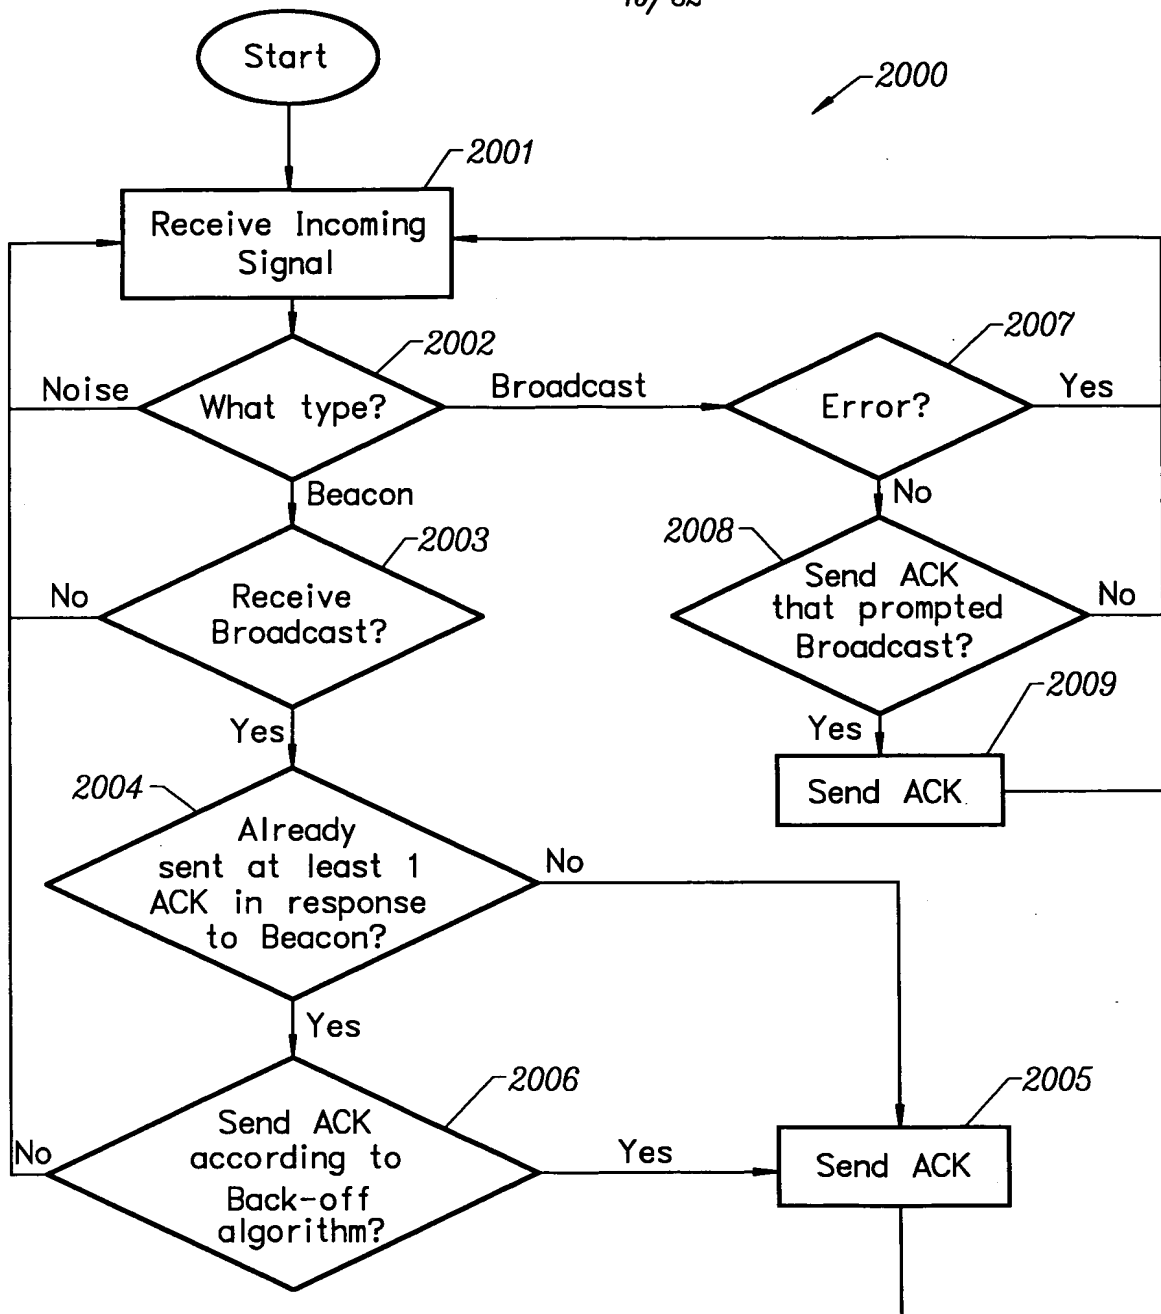 Start
2000
2001
Receive Incoming
Signal
2002
2007
Noise
What type?
Broadcast
Error?
Yes
Beacon
No
2003
2008
No
Receive
Broadcast?
Send ACK
that prompted
Broadcast?
No
Yes
Yes
2009
Send ACK
2004
Already
sent at least 1
ACK in response
to Beacon?
No
Yes
2006
2005
No
Send ACK
according to
Back-off
algorithm?
Yes
Send ACK